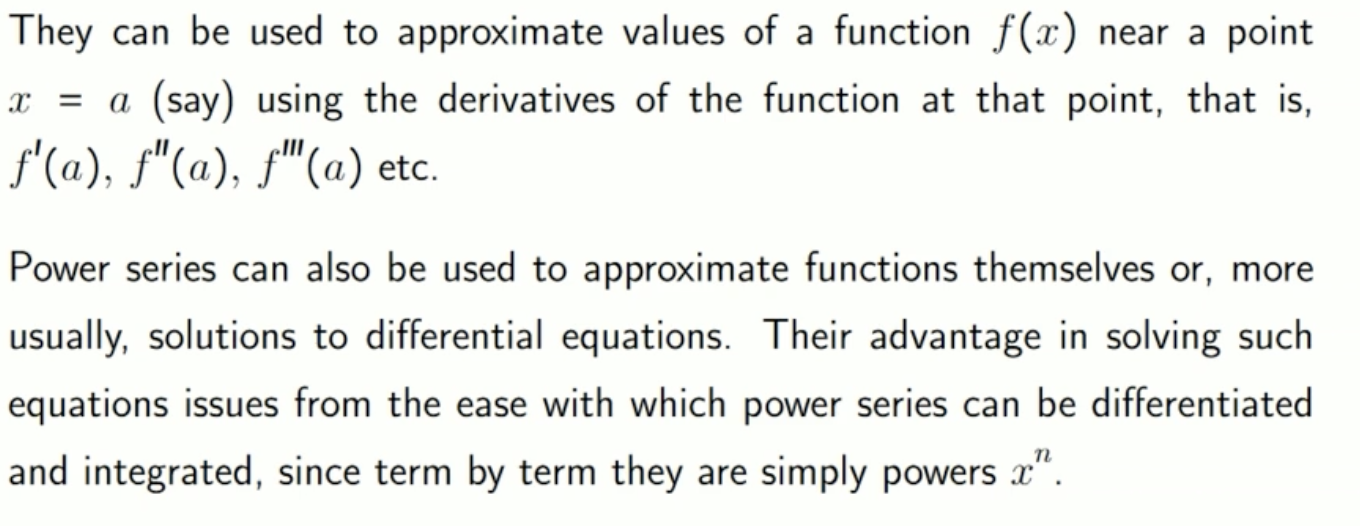 They can be used to approximate values of a function f(x) near a point
x = a (say) using the derivatives of the function at that point, that is,
f'(a), f"(a), f'''(a) etc.
Power series can also be used to approximate functions themselves or, more
usually, solutions to differential equations. Their advantage in solving such
equations issues from the ease with which power series can be differentiated
and integrated, since term by term they are simply powers xⁿ.